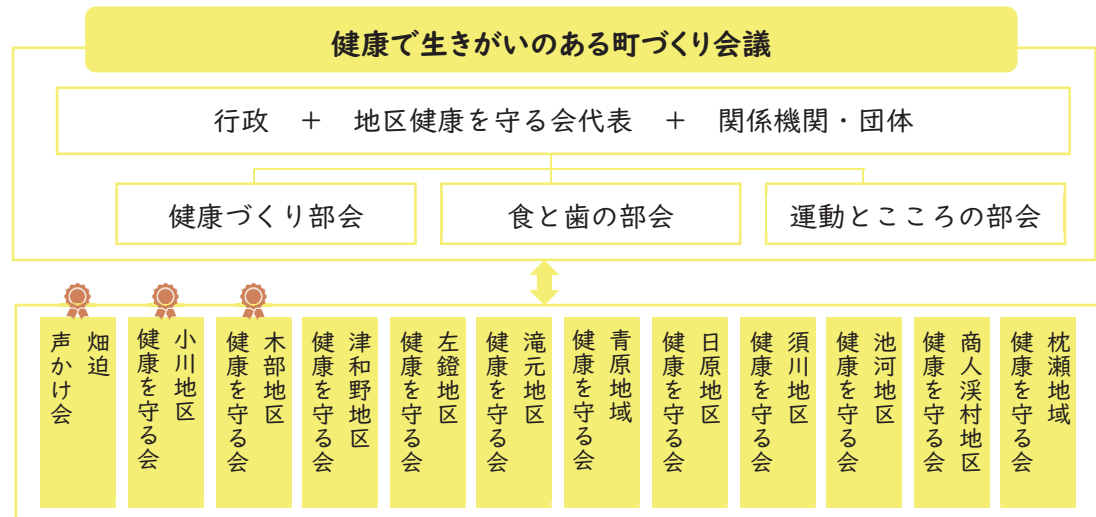 健康で生きがいのある町づくり会議
行政 + 地区健康を守る会代表 + 関係機関・団体
健康づくり部会
食と歯の部会
運動とこころの部会
畑迫
声かけ会
小川地区
健康を守る会
木部地区
健康を守る会
津和野地区
健康を守る会
左鐙地区
健康を守る会
滝元地区
健康を守る会
青原地域
健康を守る会
日原地区
健康を守る会
須川地区
健康を守る会
池河地区
健康を守る会
商人渓村地区
健康を守る会
枕瀬地域
健康を守る会